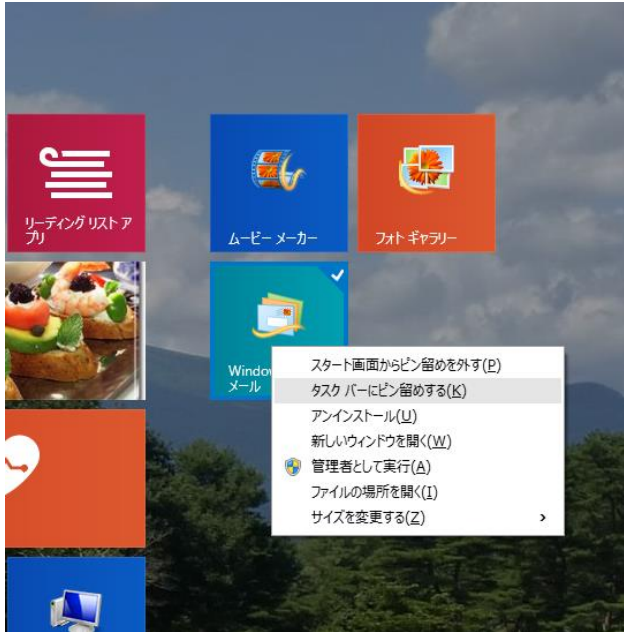 リーディング リスト ア
プリ
ムービー メーカー
フォト ギャラリー
Window
メール
スタート画面からピン留めを外す(P)
タスク バーにピン留めする(K)
アンインストール(U)
新しいウィンドウを開く(W)
管理者として実行(A)
ファイルの場所を開く(I)
サイズを変更する(Z)